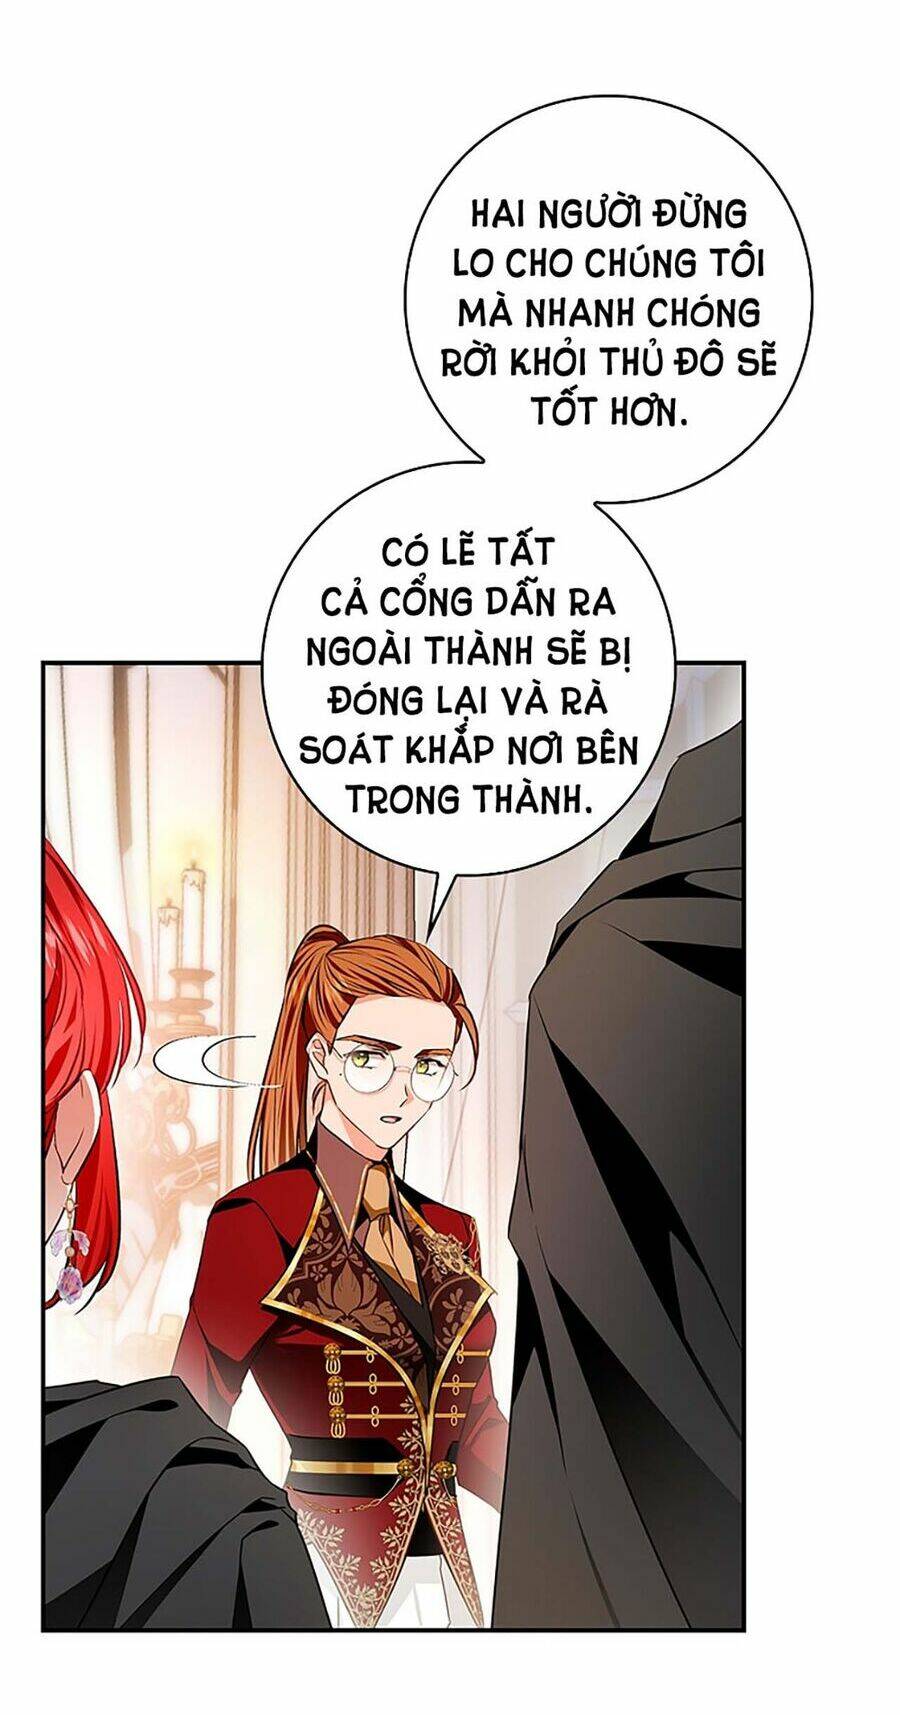 HAI NGƯỜI ĐỪNG
LO CHO CHÚNG TÔI
MÀ NHANH CHÓNG
RỜI KHỎI THỦ ĐÔ SẼ
TỐT HƠN.
CÓ LẼ TẤT
CẢ CỔNG DẪN RA
NGOÀI THÀNH SẼ BỊ
ĐÓNG LẠI VÀ RÀ
SOÁT KHẮP NƠI BÊN
TRONG THÀNH.